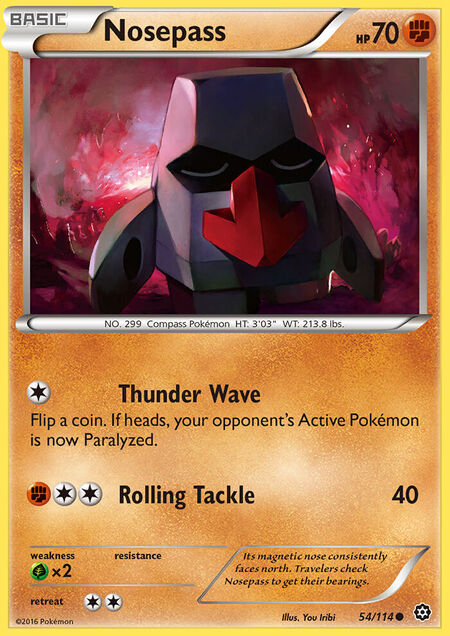 BASIC
Nosepass
HP70
NO. 299 Compass Pokémon HT: 3'03" WT: 213.8 lbs.
Thunder Wave
Flip a coin. If heads, your opponent's Active Pokémon
is now Paralyzed.
Rolling Tackle 40
weakness resistance
×2
retreat
Its magnetic nose consistently
faces north. Travelers check
Nosepass to get their bearings.
©2016 Pokémon
Illus. You Iribi
54/114